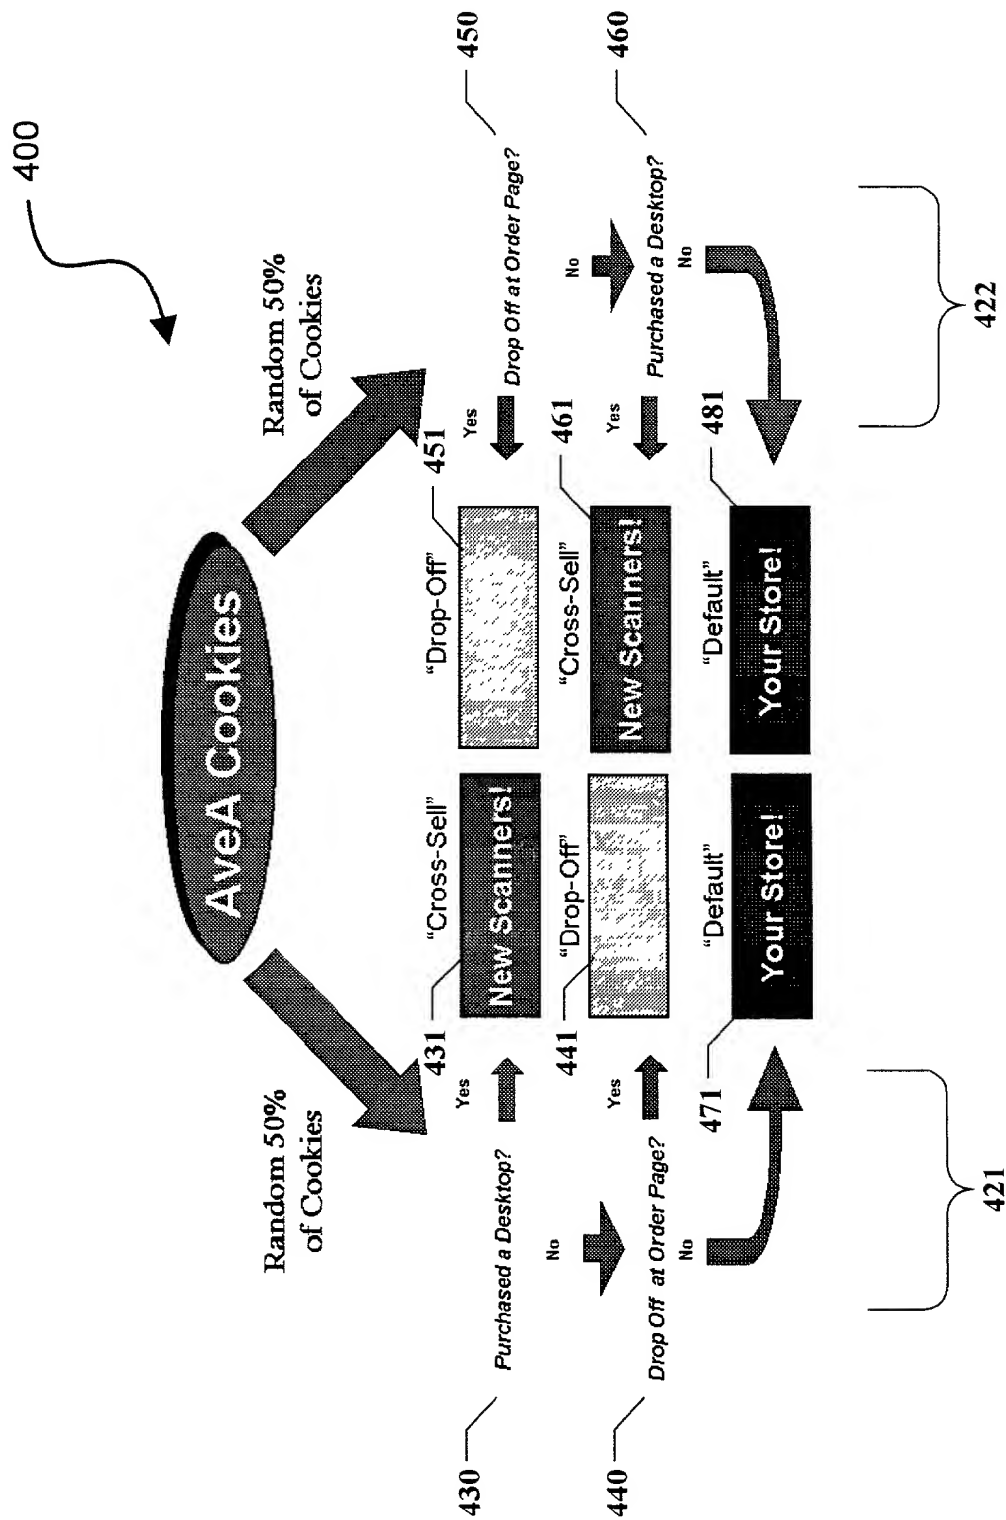 400
AveA Cookies
Random 50%
of Cookies
Random 50%
of Cookies
430
Purchased a Desktop?
Yes
431
"Cross-Sell"
New Scanners!
No
440
Drop Off at Order Page?
Yes
441
"Drop-Off"
No
471
"Default"
Your Store!
421
450
Drop Off at Order Page?
Yes
451
"Drop-Off"
No
460
Purchased a Desktop?
Yes
461
"Cross-Sell"
New Scanners!
No
481
"Default"
Your Store!
422